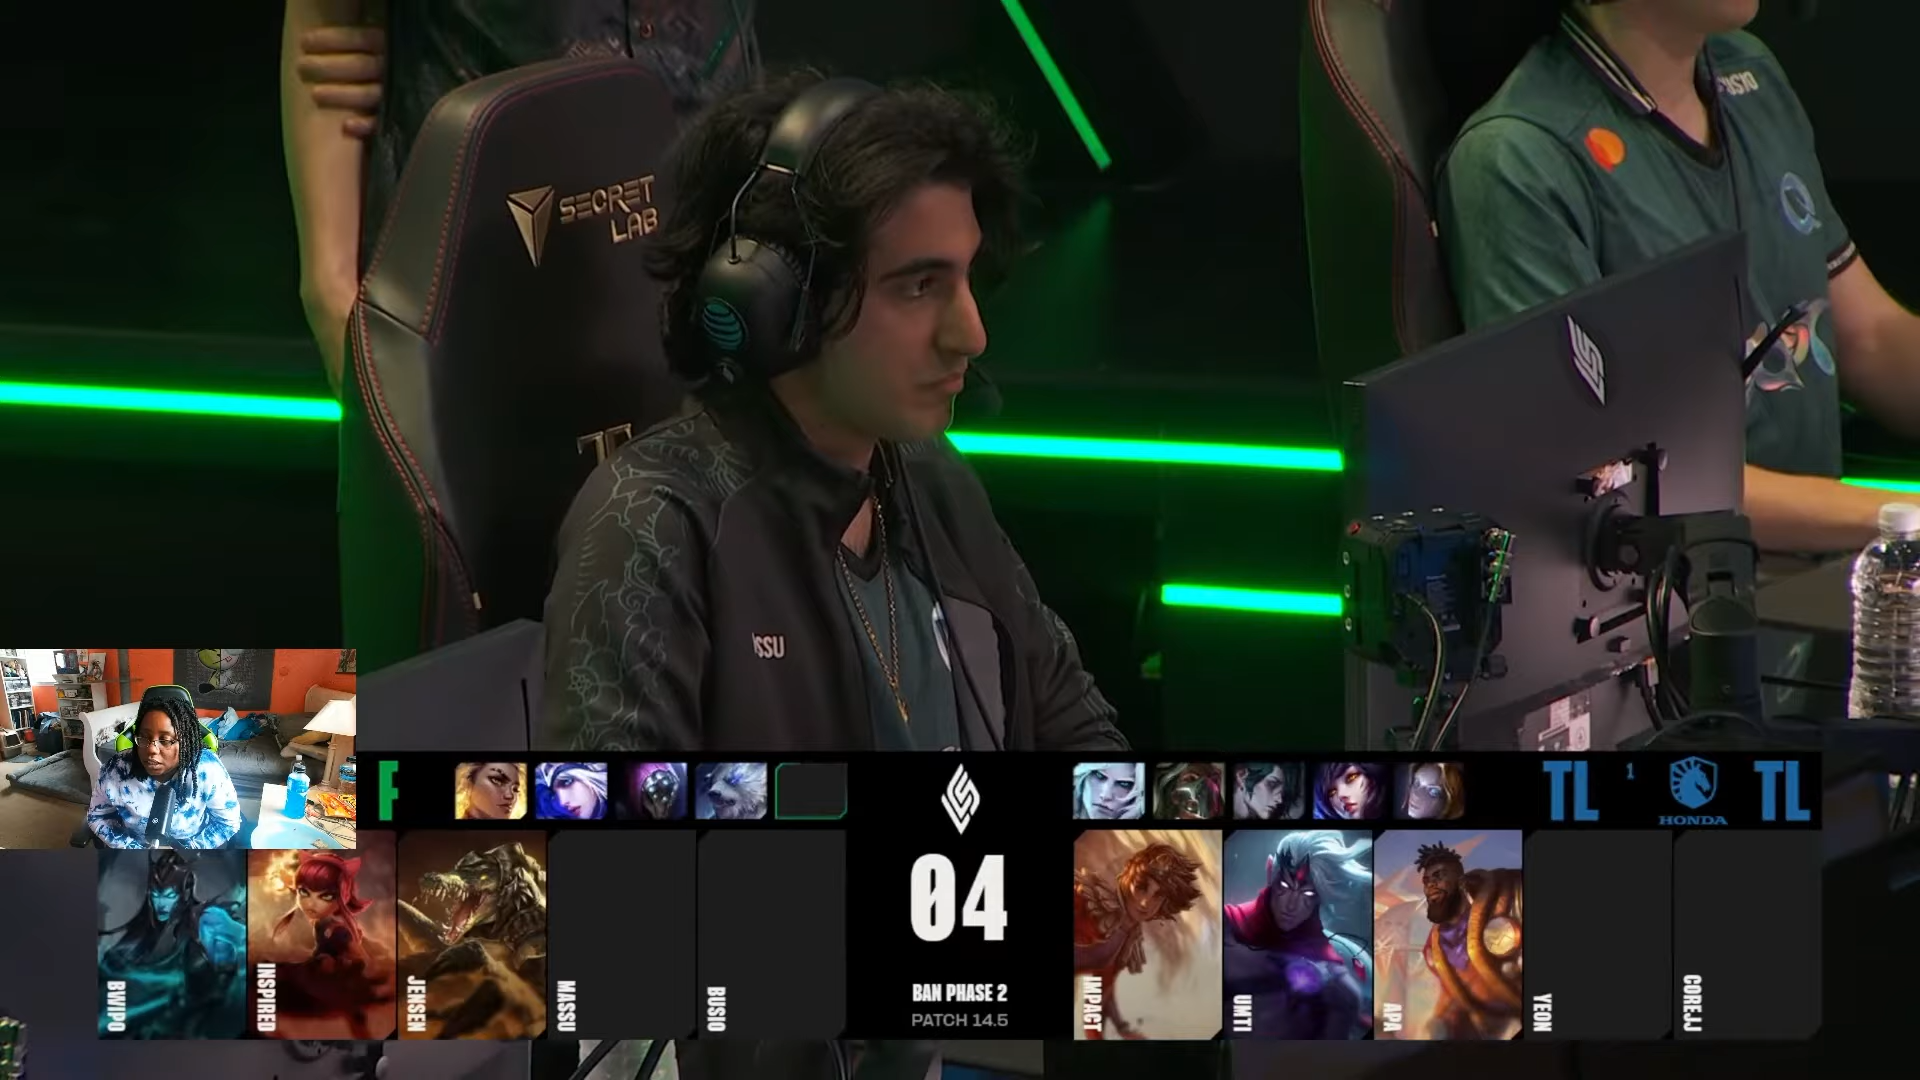 SECRET
LAB
BUSIO
SSU
TL
1
HONDA
TL
04
BAN PHASE 2
PATCH 14.5
BWIPO
INSPIRED
JENSEN
MASSU
BUSIO
IMPACT
UMTI
APA
YEON
COREJJ